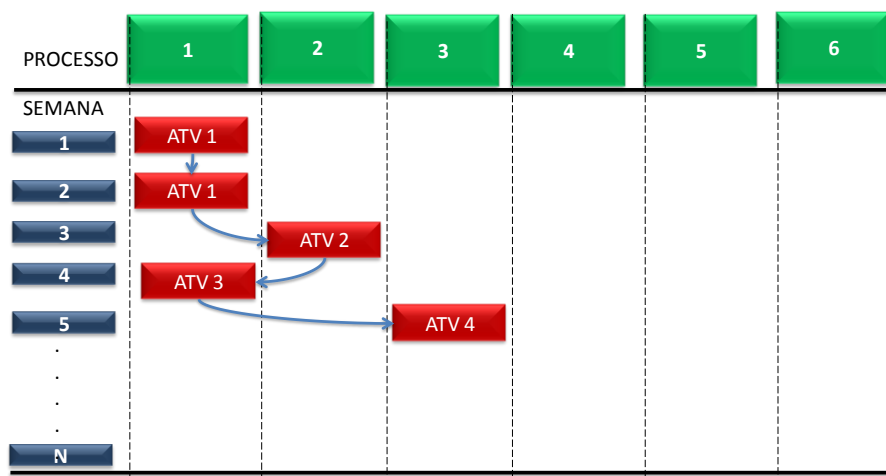 PROCESSO 1 2 3 4 5 6
SEMANA
1 ATV 1
2 ATV 1
3 ATV 2
4 ATV 3
5 ATV 4
.
.
.
.
N